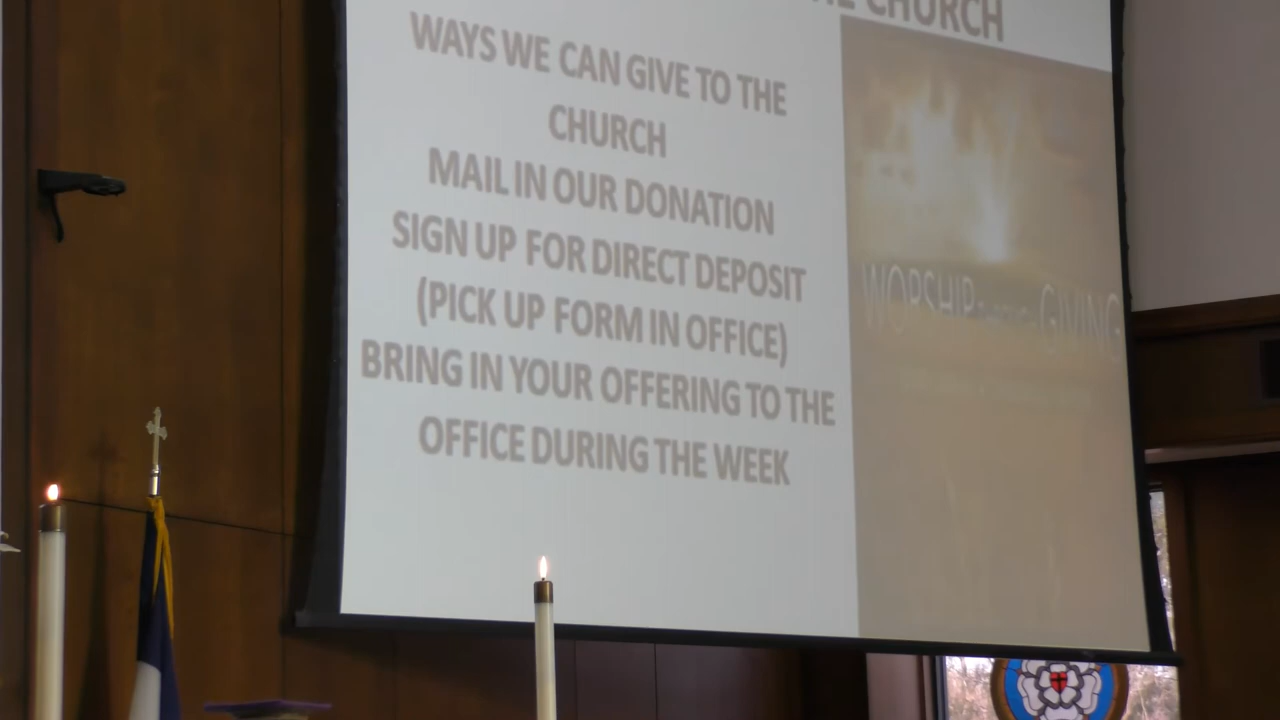 CHURCH
WAYS WE CAN GIVE TO THE
CHURCH
MAIL IN OUR DONATION
SIGN UP FOR DIRECT DEPOSIT
(PICK UP FORM IN OFFICE)
BRING IN YOUR OFFERING TO THE
OFFICE DURING THE WEEK
WORSHIP GIVING